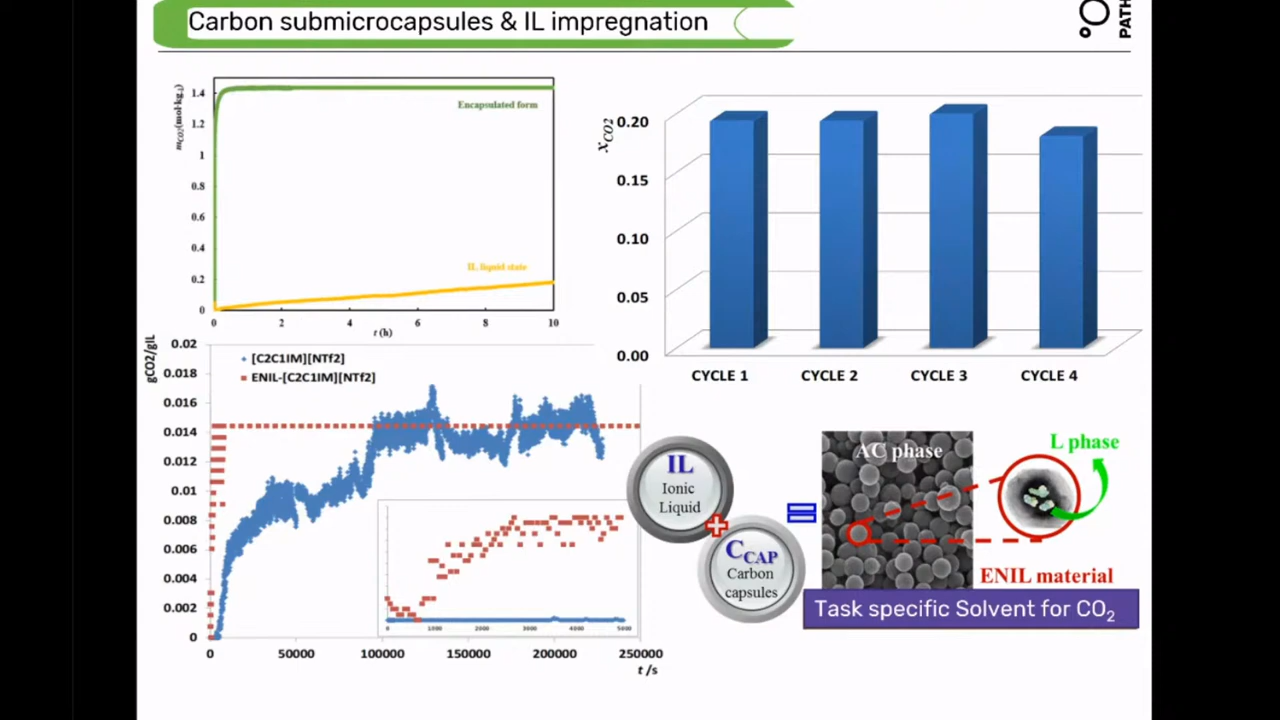 Carbon submicrocapsules & IL impregnation
PATH
mCO2(mol·kg-1)
1.4
1.2
1
0.8
0.6
0.4
0.2
0
Encapsulated form
IL liquid state
0 2 4 6 8 10
t (h)
xCO2
0.20
0.15
0.10
0.05
0.00
CYCLE 1 CYCLE 2 CYCLE 3 CYCLE 4
gCO2/gIL
0.02
0.018
0.016
0.014
0.012
0.01
0.008
0.006
0.004
0.002
0
[C2C1IM][NTf2]
ENIL-[C2C1IM][NTf2]
0 1000 2000 3000 4000 5000
0 50000 100000 150000 200000 250000
t /s
IL
Ionic
Liquid
+
CCAP
Carbon
capsules
=
AC phase
L phase
ENIL material
Task specific Solvent for CO2